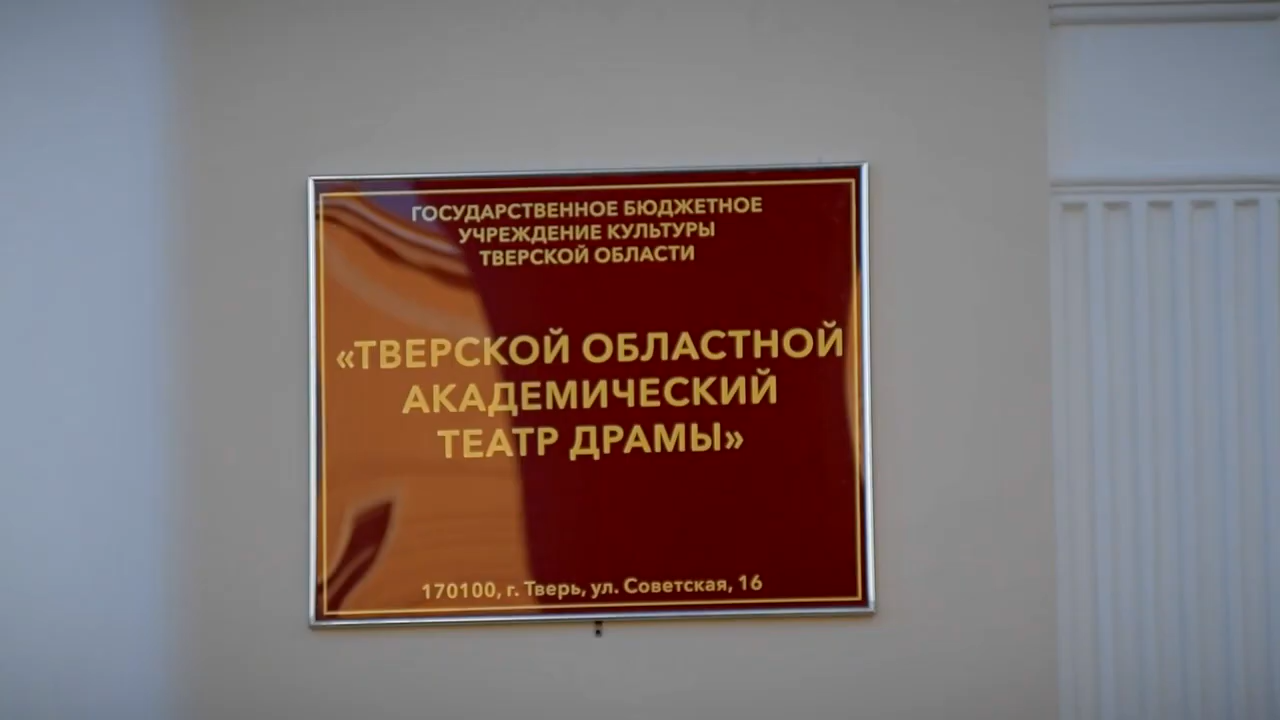 ГОСУДАРСТВЕННОЕ БЮДЖЕТНОЕ
УЧРЕЖДЕНИЕ КУЛЬТУРЫ
ТВЕРСКОЙ ОБЛАСТИ
«ТВЕРСКОЙ ОБЛАСТНОЙ
АКАДЕМИЧЕСКИЙ
ТЕАТР ДРАМЫ»
170100, г. Тверь, ул. Советская, 16